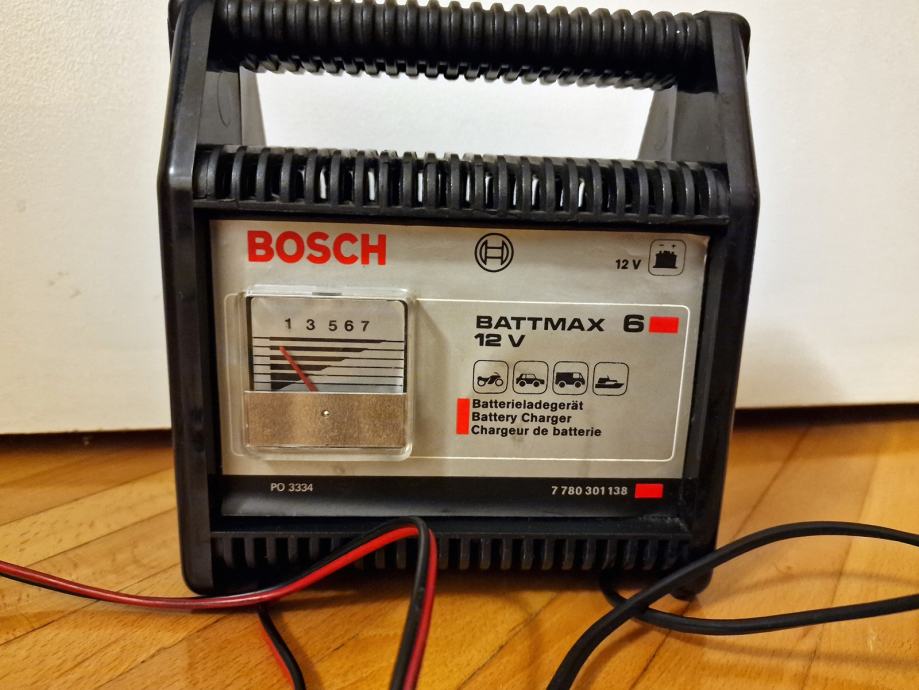 BOSCH
12 V
- +
1 3 5 6 7
BATTMAX 6
12 V
Batterieladegerät
Battery Charger
Chargeur de batterie
PO 3334
7 780 301 138